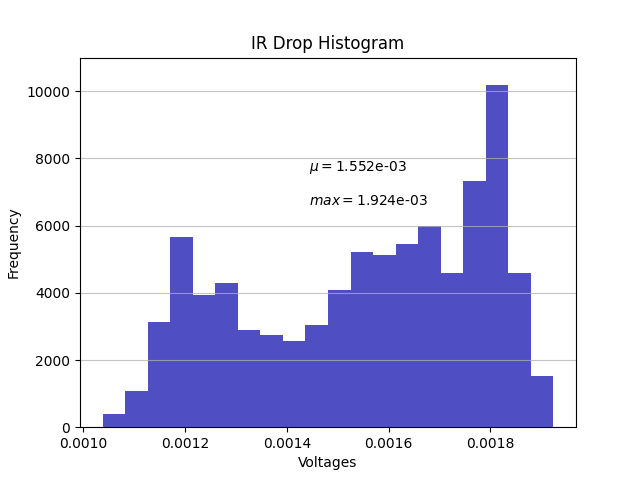 IR Drop Histogram
10000
8000
6000
4000
2000
0
Frequency
μ = 1.552e-03
max = 1.924e-03
0.0010 0.0012 0.0014 0.0016 0.0018
Voltages